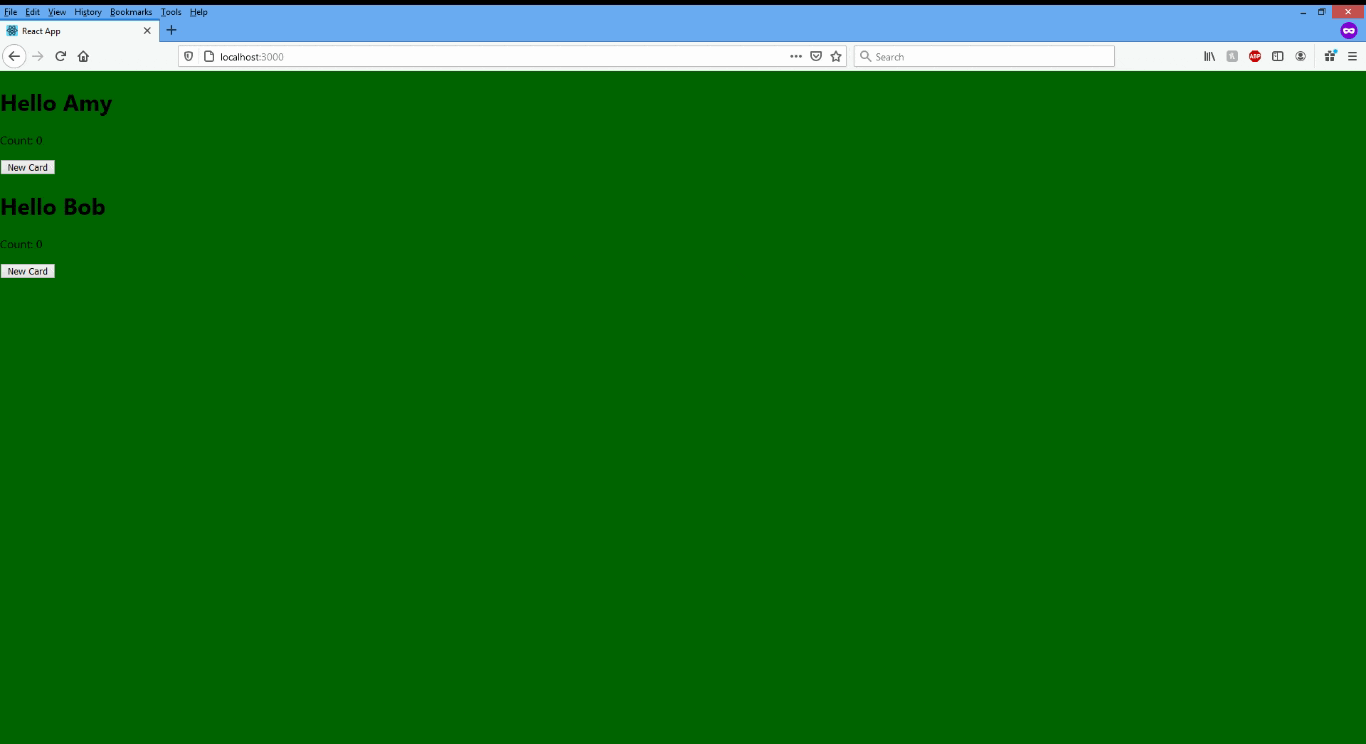 File Edit View History Bookmarks Tools Help
React App
localhost:3000
Search
ABP
Hello Amy
Count: 0
New Card
Hello Bob
Count: 0
New Card